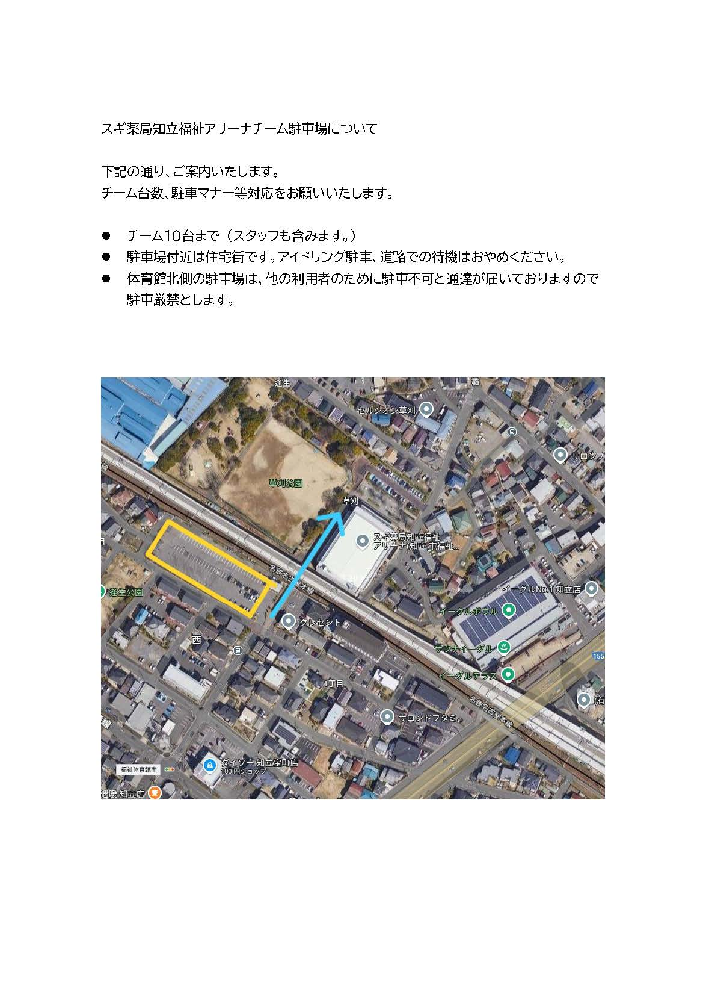 スギ薬局知立福祉アリーナチーム駐車場について
下記の通り、ご案内いたします。
チーム台数、駐車マナー等対応をお願いいたします。
● チーム10台まで（スタッフも含みます。）
● 駐車場付近は住宅街です。アイドリング駐車、道路での待機はおやめください。
● 体育館北側の駐車場は、他の利用者のために駐車不可と通達が届いておりますので
駐車厳禁とします。
逢生
セルシオン草刈
サロンプ
草刈公園
草刈
スギ薬局知立福祉
アリーナ(知立市福祉...
名鉄名古屋本線
目
逢生公園
イーグルNo.1 知立店
イーグルボウル
クレセント
西
サウナイーグル
155
イーグルテラス
1丁目
名鉄名古屋本線
(有
サロンドフタミ
線
ダイソー 知立宝町店
100 円ショップ
福祉体育館南
遇暖 知立店